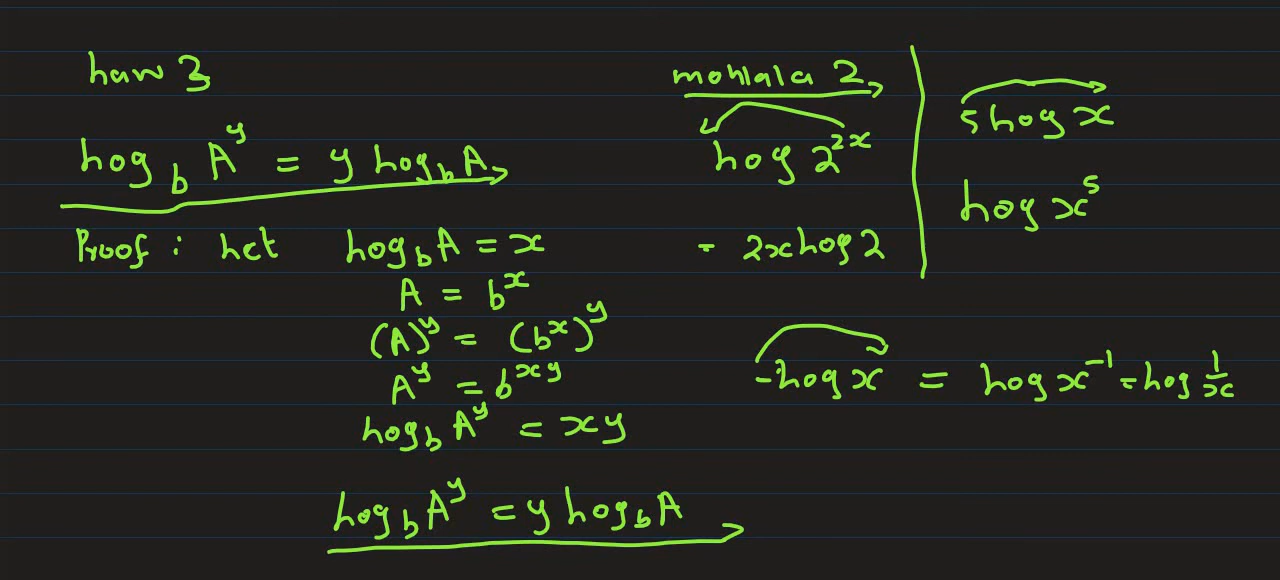 Law 3
log_b A^y = y log_b A
Proof : Let log_b A = x
A = b^x
(A)^y = (b^x)^y
A^y = b^{xy}
log_b A^y = xy
log_b A^y = y log_b A
mohlala 2
log 2^{2x}
= 2x log 2
5 log x
log x^5
- log x = log x^{-1} = log 1/x